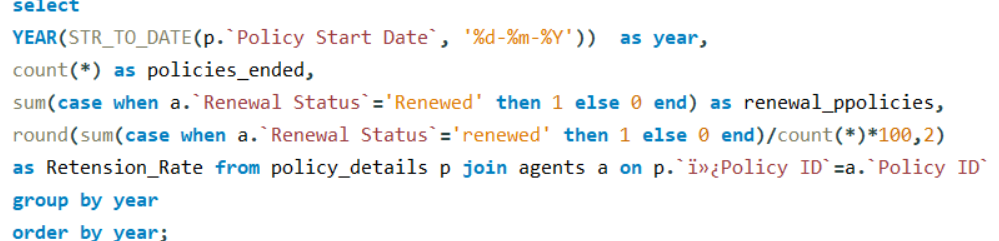 select
YEAR(STR_TO_DATE(p.`Policy Start Date`, '%d-%m-%Y'))  as year,
count(*) as policies_ended,
sum(case when a.`Renewal Status`='Renewed' then 1 else 0 end) as renewal_ppolicies,
round(sum(case when a.`Renewal Status`='renewed' then 1 else 0 end)/count(*)*100,2)
as Retension_Rate from policy_details p join agents a on p.`ï»¿Policy ID`=a.`Policy ID`
group by year
order by year;